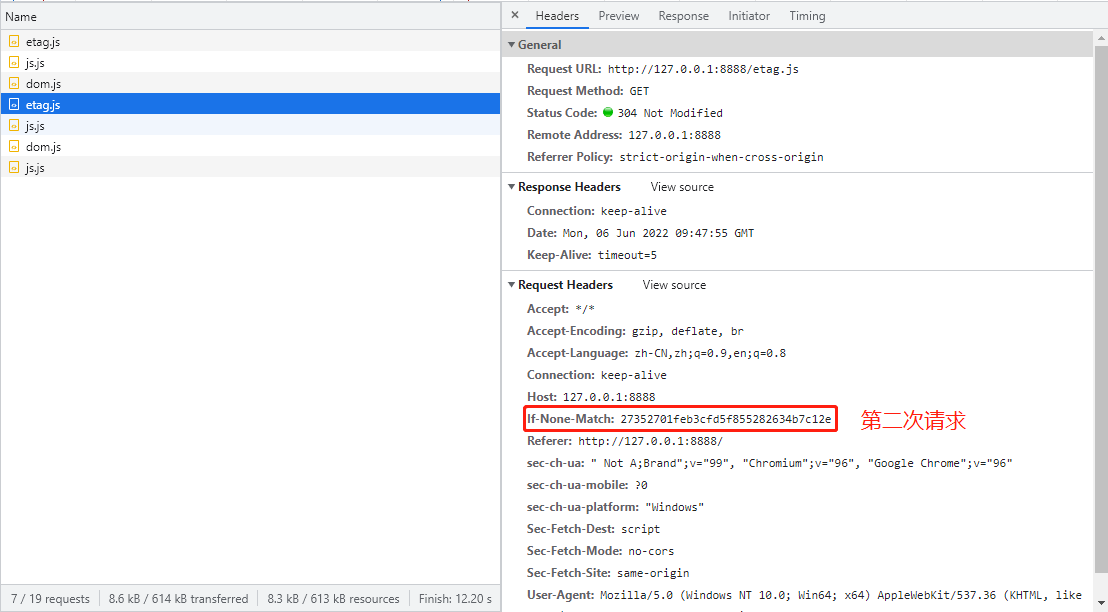 Name
etag.js
js.js
dom.js
etag.js
js.js
dom.js
js.js
7 / 19 requests 8.6 kB / 614 kB transferred 8.3 kB / 613 kB resources Finish: 12.20 s
× Headers Preview Response Initiator Timing
General
Request URL: http://127.0.0.1:8888/etag.js
Request Method: GET
Status Code: 304 Not Modified
Remote Address: 127.0.0.1:8888
Referrer Policy: strict-origin-when-cross-origin
Response Headers View source
Connection: keep-alive
Date: Mon, 06 Jun 2022 09:47:55 GMT
Keep-Alive: timeout=5
Request Headers View source
Accept: */*
Accept-Encoding: gzip, deflate, br
Accept-Language: zh-CN,zh;q=0.9,en;q=0.8
Connection: keep-alive
Host: 127.0.0.1:8888
If-None-Match: 27352701feb3cfd5f855282634b7c12e 第二次请求
Referer: http://127.0.0.1:8888/
sec-ch-ua: " Not A;Brand";v="99", "Chromium";v="96", "Google Chrome";v="96"
sec-ch-ua-mobile: ?0
sec-ch-ua-platform: "Windows"
Sec-Fetch-Dest: script
Sec-Fetch-Mode: no-cors
Sec-Fetch-Site: same-origin
User-Agent: Mozilla/5.0 (Windows NT 10.0; Win64; x64) AppleWebKit/537.36 (KHTML, like